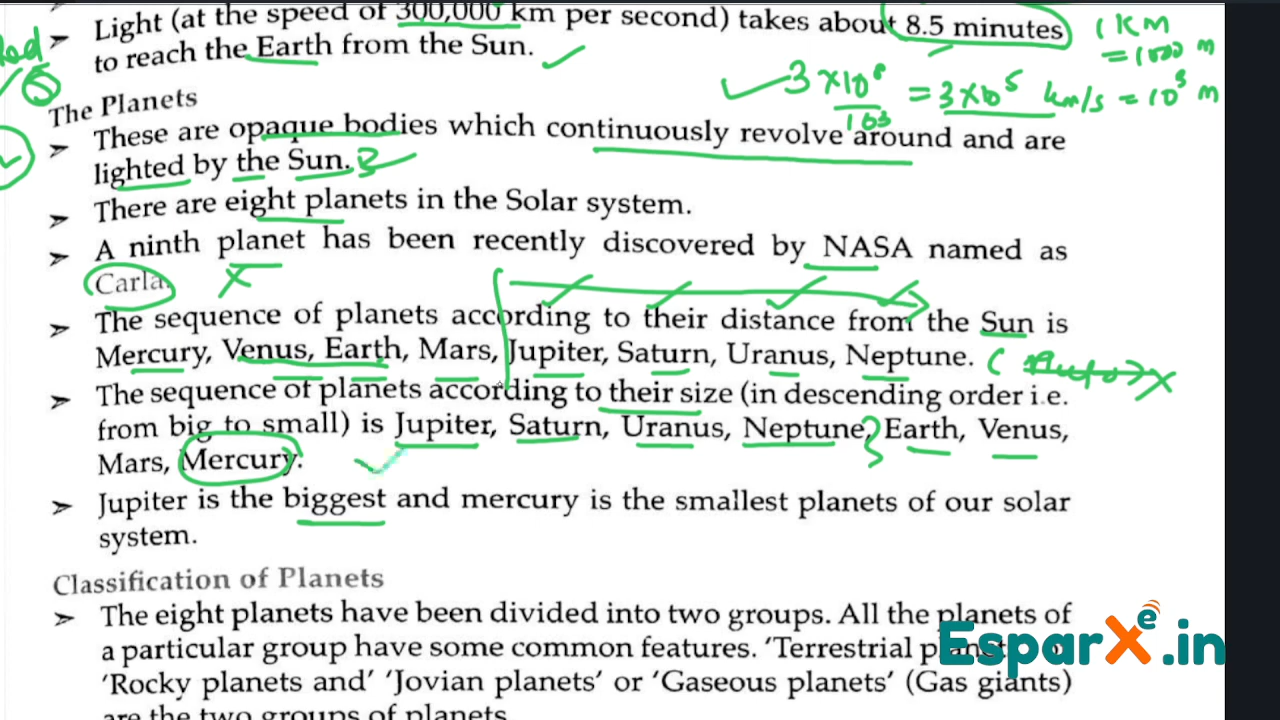 Light (at the speed of 300,000 km per second) takes about 8.5 minutes
to reach the Earth from the Sun.
1 KM
= 1000 m
3 × 10⁸ / 10³ = 3 × 10⁵ km/s = 10³ m
The Planets
➢ These are opaque bodies which continuously revolve around and are
lighted by the Sun.
➢ There are eight planets in the Solar system.
➢ A ninth planet has been recently discovered by NASA named as
Carla.
➢ The sequence of planets according to their distance from the Sun is
Mercury, Venus, Earth, Mars, Jupiter, Saturn, Uranus, Neptune. (Pluto) ×
➢ The sequence of planets according to their size (in descending order i.e.
from big to small) is Jupiter, Saturn, Uranus, Neptune, Earth, Venus,
Mars, Mercury.
➢ Jupiter is the biggest and mercury is the smallest planets of our solar
system.
Classification of Planets
➢ The eight planets have been divided into two groups. All the planets of
a particular group have some common features. 'Terrestrial
'Rocky planets and' 'Jovian planets' or 'Gaseous planets' (Gas giants)
are the two groups of planets.
EsparXe.in